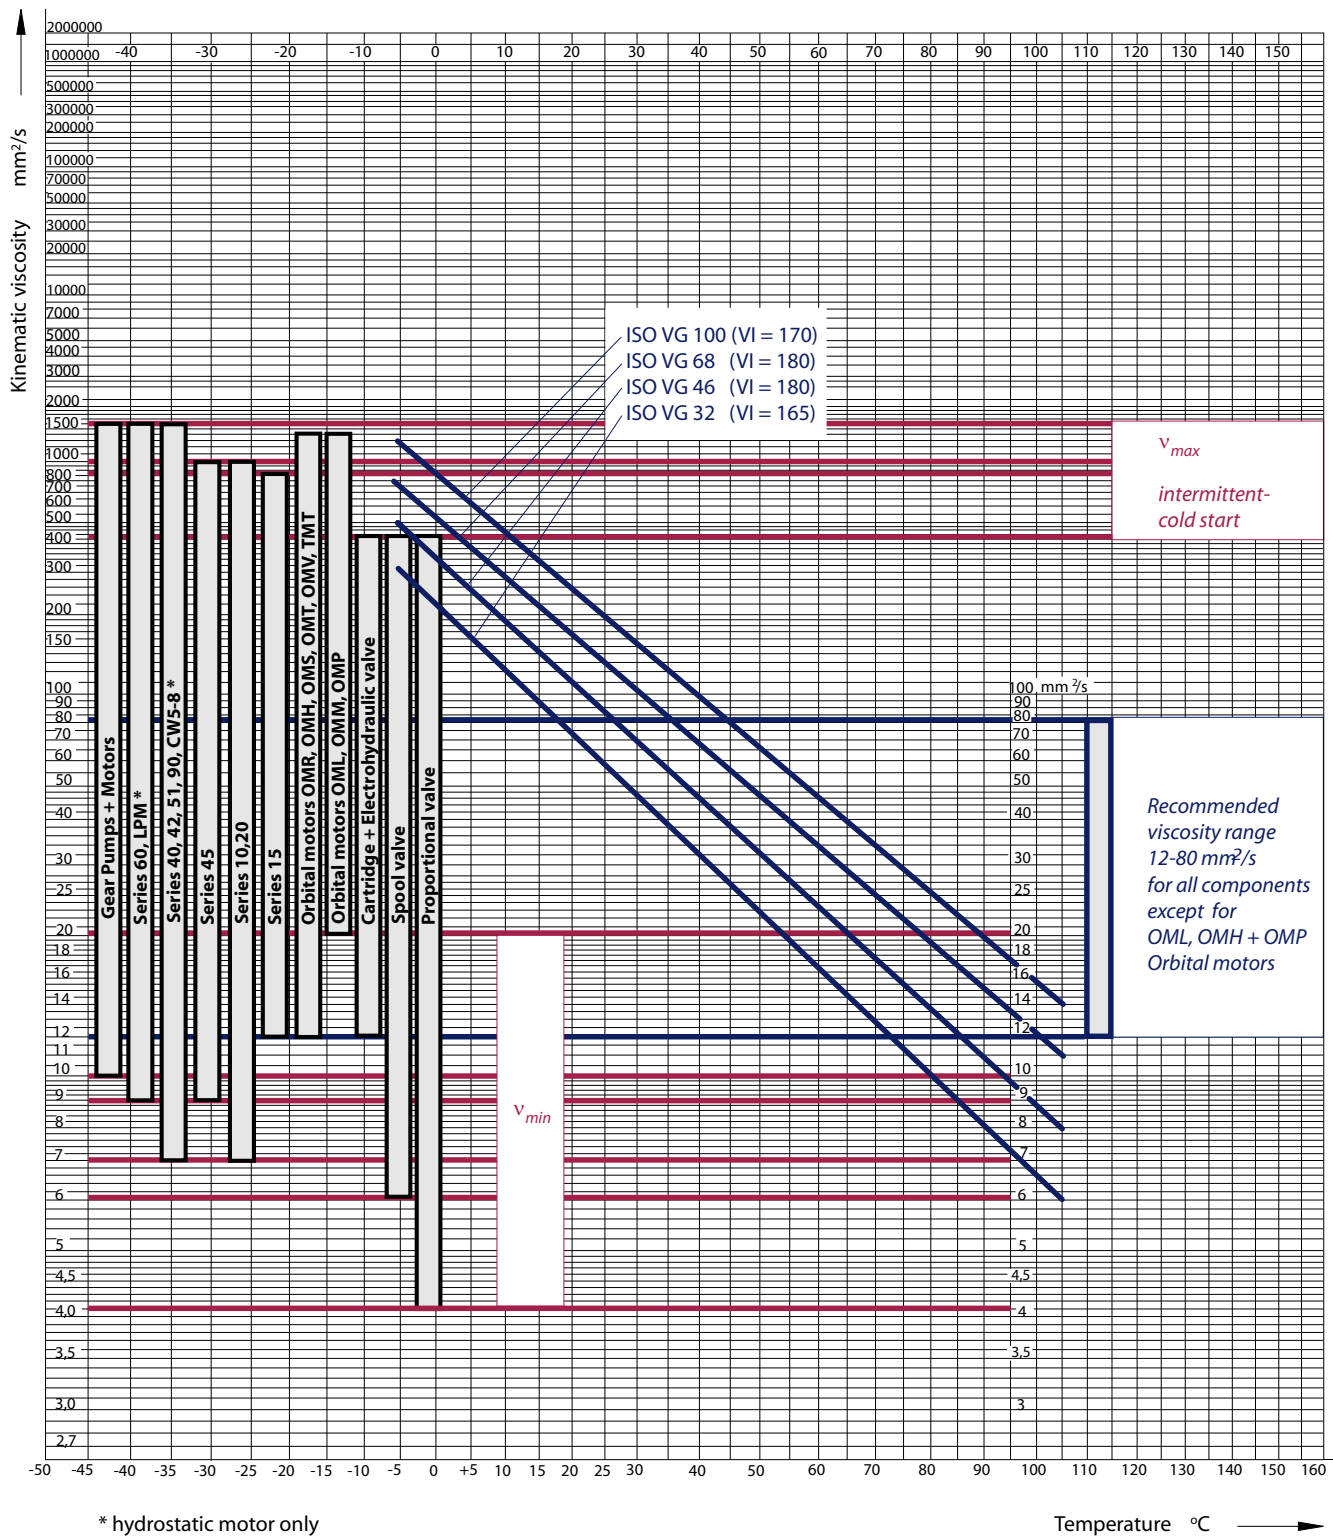 2000000
-40 -30 -20 -10 0 10 20 30 40 50 60 70 80 90 100 110 120 130 140 150
1000000
500000
300000
200000
100000
70000
50000
30000
20000
10000
7000
5000
4000
3000
2000
1500
1000
800
700
600
500
400
300
200
150
100
90
80
70
60
50
40
30
25
20
18
16
14
12
11
10
9
8
7
6
5
4,5
4,0
3,5
3,0
2,7
Kinematic viscosity mm²/s
ISO VG 100 (VI = 170)
ISO VG 68 (VI = 180)
ISO VG 46 (VI = 180)
ISO VG 32 (VI = 165)
νmax
intermittent-
cold start
Gear Pumps + Motors
Series 60, LPM *
Series 40, 42, 51, 90, CW5-8 *
Series 45
Series 10,20
Series 15
Orbital motors OMR, OMH, OMS, OMT, OMV, TMT
Orbital motors OML, OMM, OMP
Cartridge + Electrohydraulic valve
Spool valve
Proportional valve
100 mm²/s
90
80
70
60
50
40
30
25
20
18
16
14
12
10
9
8
7
6
5
4,5
4
3,5
3
Recommended
viscosity range
12-80 mm²/s
for all components
except for
OML, OMH + OMP
Orbital motors
νmin
-50 -45 -40 -35 -30 -25 -20 -15 -10 -5 0 +5 10 15 20 25 30 40 50 60 70 80 90 100 110 120 130 140 150 160
* hydrostatic motor only
Temperature °C